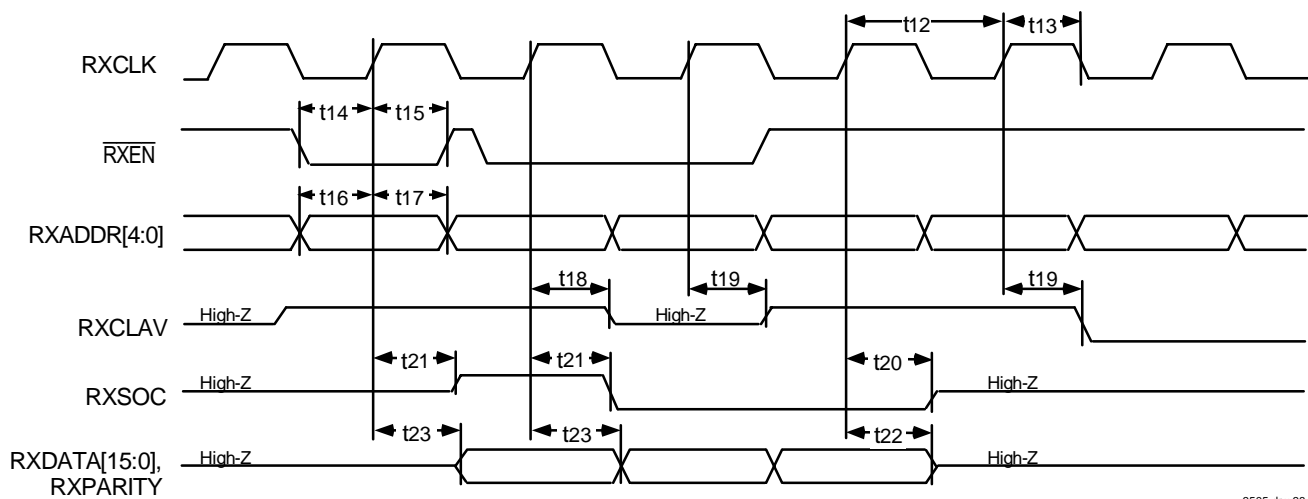 t12 t13
RXCLK
t14 t15
RXEN
t16 t17
RXADDR[4:0]
t18 t19 t19
RXCLAV High-Z High-Z
t21 t21 t20
RXSOC High-Z High-Z
t23 t23 t22
RXDATA[15:0], High-Z High-Z
RXPARITY